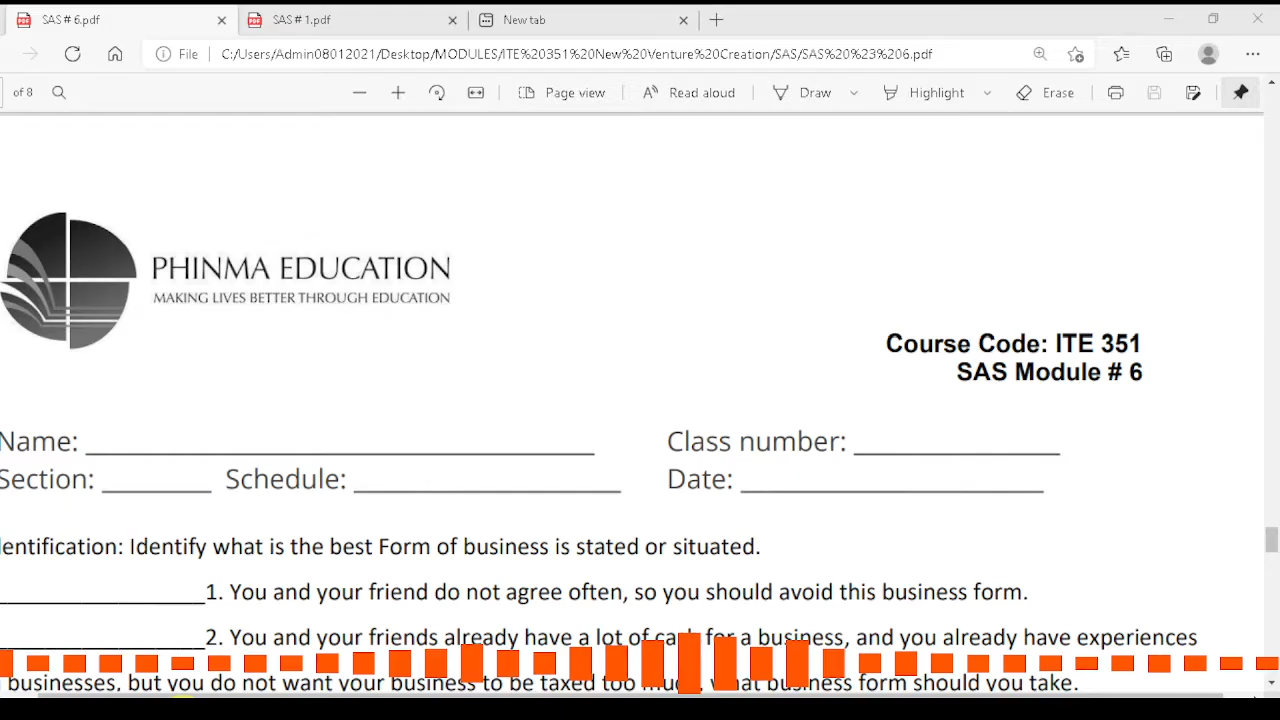 SAS # 6.pdf
SAS # 1.pdf
New tab
File C:/Users/Admin08012021/Desktop/MODULES/ITE%20351%20New%20Venture%20Creation/SAS/SAS%20%23%206.pdf
of 8
Page view
Read aloud
Draw
Highlight
Erase
PHINMA EDUCATION
MAKING LIVES BETTER THROUGH EDUCATION
Course Code: ITE 351
SAS Module # 6
Name: Class number:
Section: Schedule: Date:
dentification: Identify what is the best Form of business is stated or situated.
1. You and your friend do not agree often, so you should avoid this business form.
2. You and your friends already have a lot of cash for a business, and you already have experiences
businesses, but you do not want your business to be taxed too much, what business form should you take.